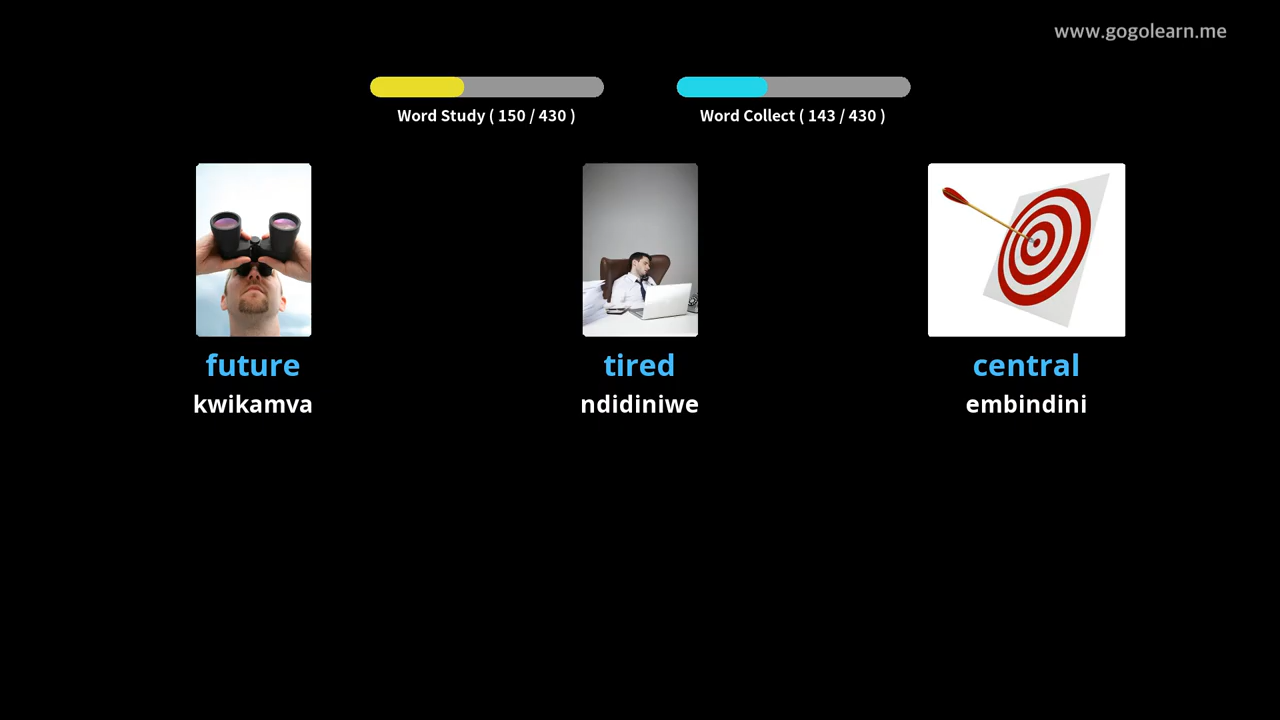 www.gogolearn.me
Word Study ( 150 / 430 )
Word Collect ( 143 / 430 )
future
kwikamva
tired
ndidiniwe
central
embindini